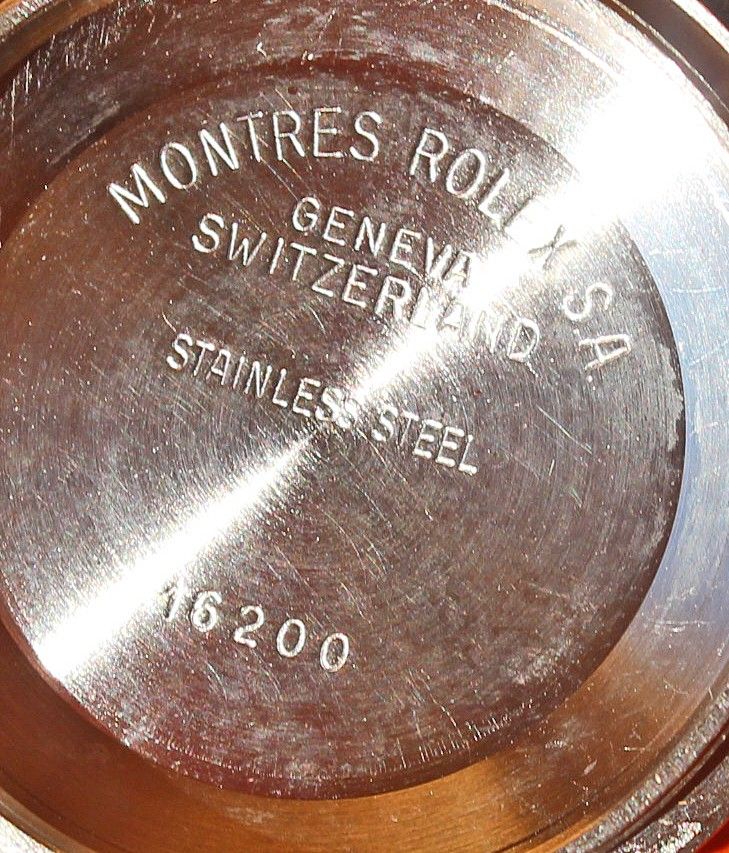 MONTRES ROLEX S.A.
GENEVA
SWITZERLAND
STAINLESS STEEL
16200